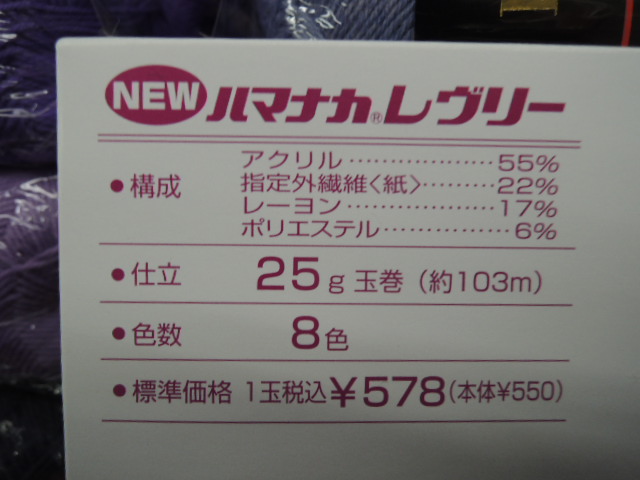 NEW ハマナカ®レヴリー
●構成 アクリル……………………55%
指定外繊維〈紙〉…………22%
レーヨン……………………17%
ポリエステル………………6%
●仕立 25g 玉巻（約103m）
●色数 8色
●標準価格 1玉税込¥578(本体¥550)